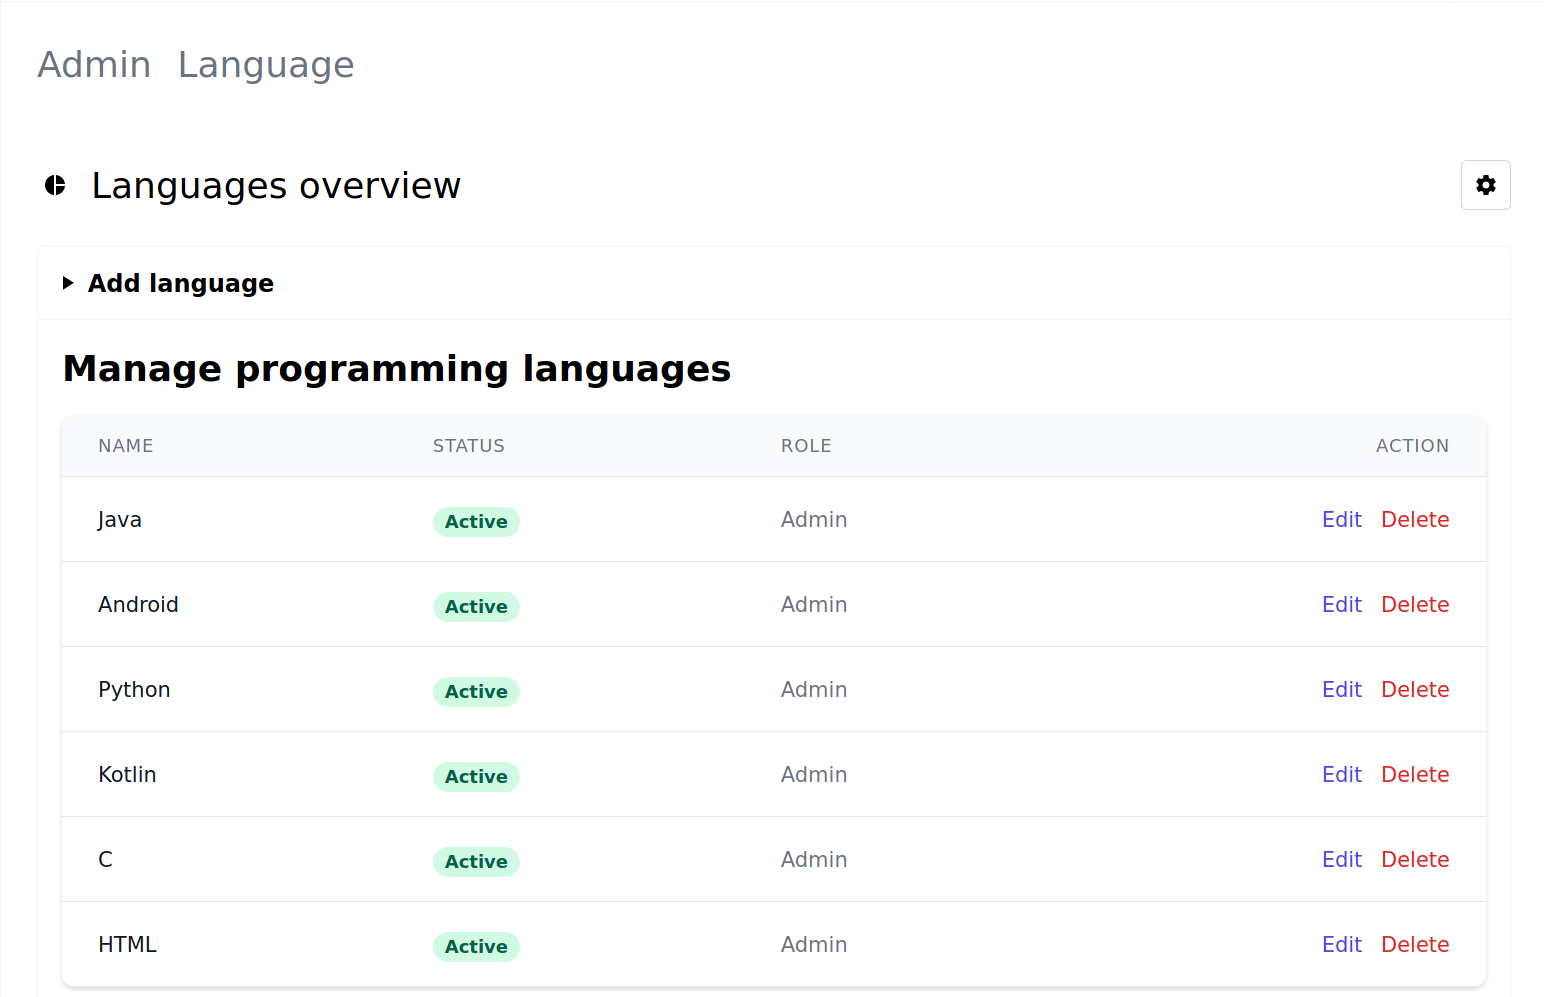 Admin Language
Languages overview
Add language
Manage programming languages
NAME STATUS ROLE ACTION
Java Active Admin Edit Delete
Android Active Admin Edit Delete
Python Active Admin Edit Delete
Kotlin Active Admin Edit Delete
C Active Admin Edit Delete
HTML Active Admin Edit Delete